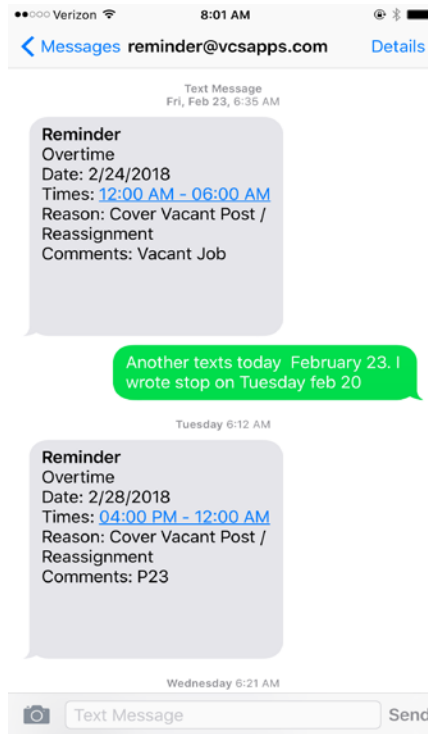 Verizon 8:01 AM
Messages reminder@vcsapps.com Details
Text Message
Fri, Feb 23, 6:35 AM
Reminder
Overtime
Date: 2/24/2018
Times: 12:00 AM - 06:00 AM
Reason: Cover Vacant Post /
Reassignment
Comments: Vacant Job
Another texts today  February 23. I
wrote stop on Tuesday feb 20
Tuesday 6:12 AM
Reminder
Overtime
Date: 2/28/2018
Times: 04:00 PM - 12:00 AM
Reason: Cover Vacant Post /
Reassignment
Comments: P23
Wednesday 6:21 AM
Text Message Send